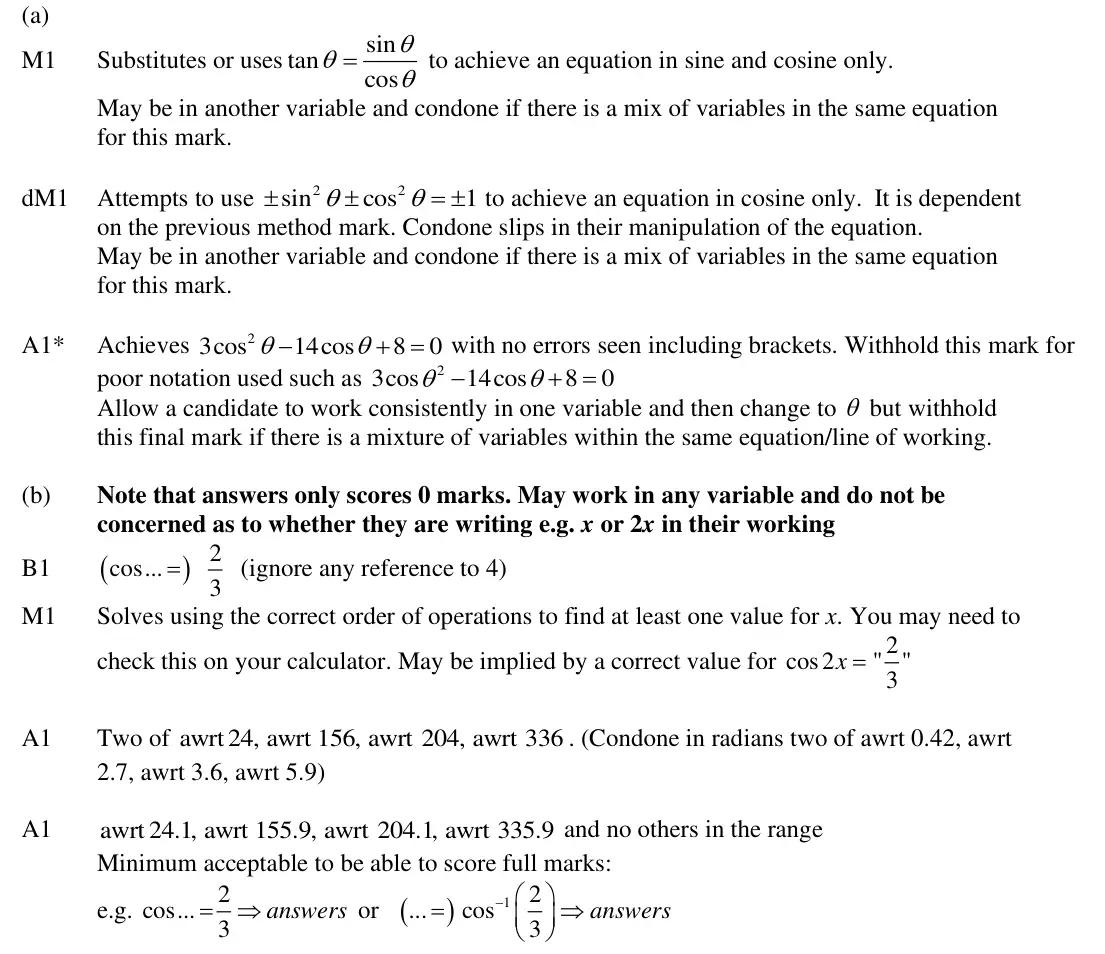 (a)
M1 Substitutes or uses tan θ = sin θ / cos θ to achieve an equation in sine and cosine only.
May be in another variable and condone if there is a mix of variables in the same equation
for this mark.
dM1 Attempts to use ±sin² θ ± cos² θ = ±1 to achieve an equation in cosine only. It is dependent
on the previous method mark. Condone slips in their manipulation of the equation.
May be in another variable and condone if there is a mix of variables in the same equation
for this mark.
A1* Achieves 3cos² θ − 14cos θ + 8 = 0 with no errors seen including brackets. Withhold this mark for
poor notation used such as 3cos θ² − 14cos θ + 8 = 0
Allow a candidate to work consistently in one variable and then change to θ but withhold
this final mark if there is a mixture of variables within the same equation/line of working.
(b) Note that answers only scores 0 marks. May work in any variable and do not be
concerned as to whether they are writing e.g. x or 2x in their working
B1 (cos... =) 2/3 (ignore any reference to 4)
M1 Solves using the correct order of operations to find at least one value for x. You may need to
check this on your calculator. May be implied by a correct value for cos 2x = "2/3"
A1 Two of awrt 24, awrt 156, awrt 204, awrt 336 . (Condone in radians two of awrt 0.42, awrt
2.7, awrt 3.6, awrt 5.9)
A1 awrt 24.1, awrt 155.9, awrt 204.1, awrt 335.9 and no others in the range
Minimum acceptable to be able to score full marks:
e.g. cos... = 2/3 ⇒ answers or (... =) cos⁻¹(2/3) ⇒ answers